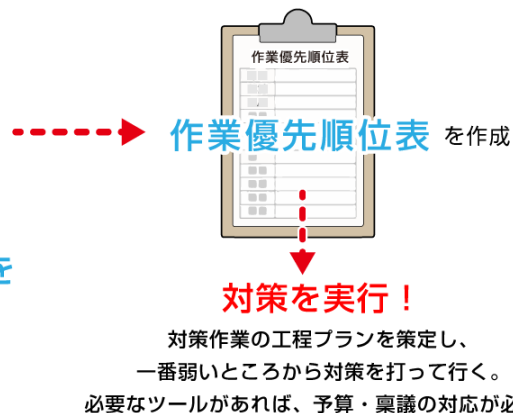 作業優先順位表
作業優先順位表 を作成
を
対策を実行！
対策作業の工程プランを策定し、
一番弱いところから対策を打って行く。
必要なツールがあれば、予算・稟議の対応が必